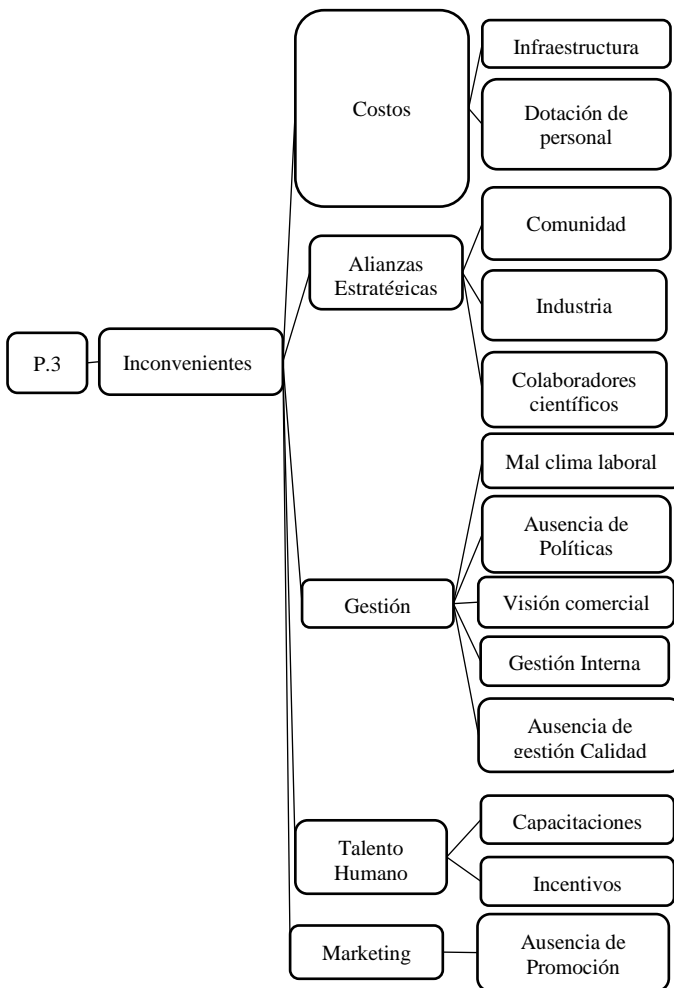 P.3
Inconvenientes
Costos
Infraestructura
Dotación de
personal
Alianzas
Estratégicas
Comunidad
Industria
Colaboradores
científicos
Gestión
Mal clima laboral
Ausencia de
Políticas
Visión comercial
Gestión Interna
Ausencia de
gestión Calidad
Talento
Humano
Capacitaciones
Incentivos
Marketing
Ausencia de
Promoción